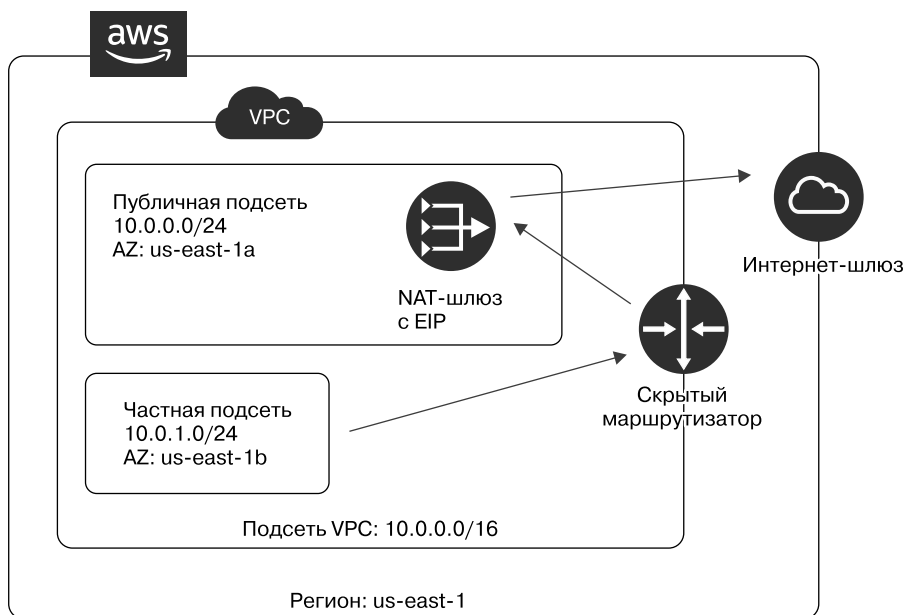 aws
VPC
Публичная подсеть
10.0.0.0/24
AZ: us-east-1a
NAT-шлюз
с EIP
Интернет-шлюз
Скрытый
маршрутизатор
Частная подсеть
10.0.1.0/24
AZ: us-east-1b
Подсеть VPC: 10.0.0.0/16
Регион: us-east-1